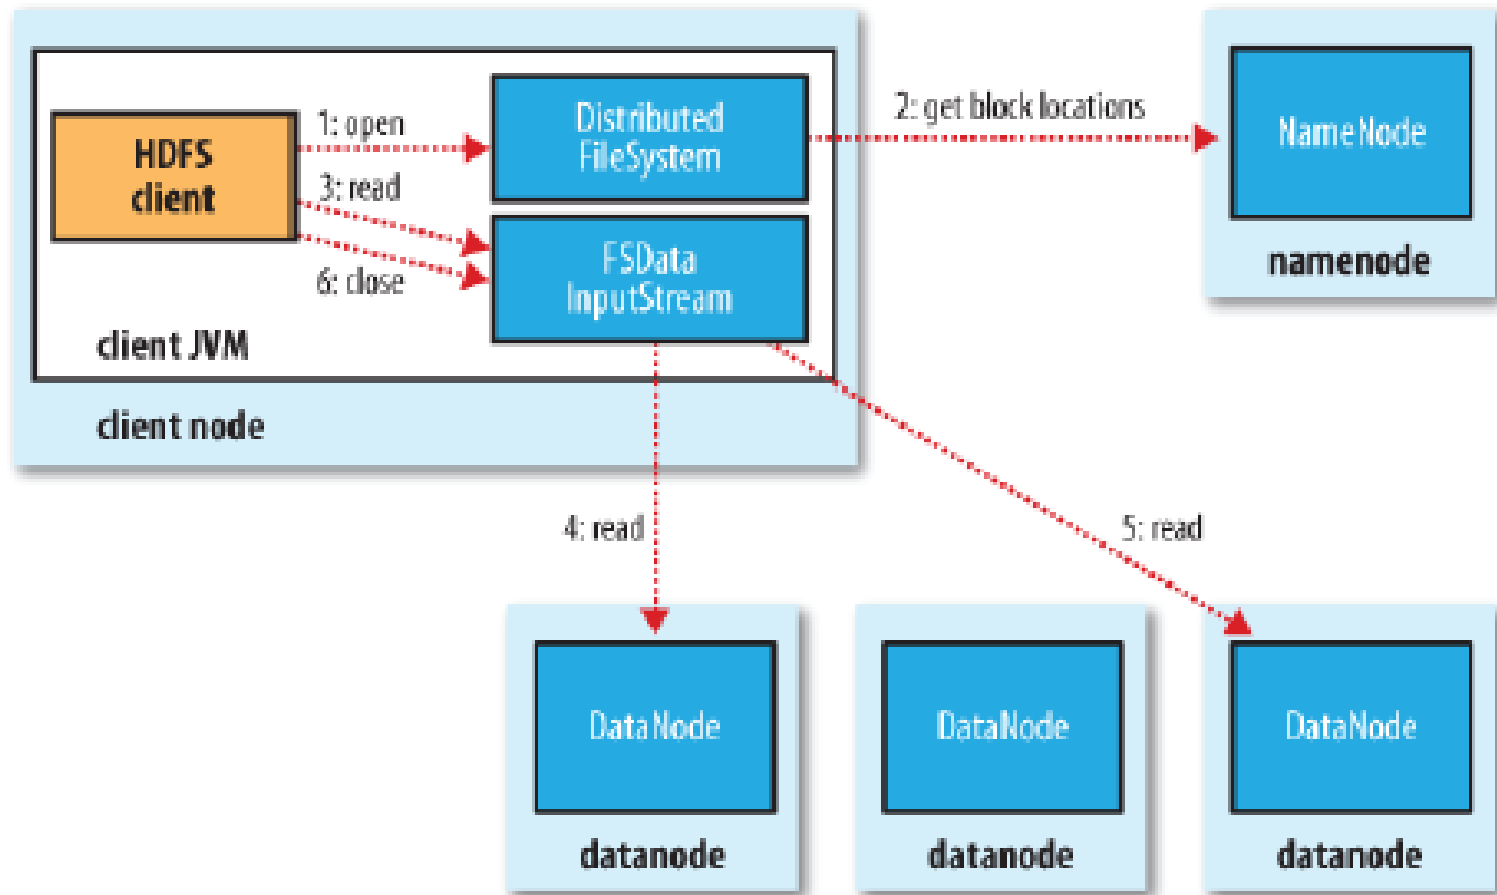 HDFS
client
1: open
3: read
6: close
Distributed
FileSystem
FSData
InputStream
client JVM
client node
2: get block locations
NameNode
namenode
4: read
5: read
DataNode
datanode
DataNode
datanode
DataNode
datanode